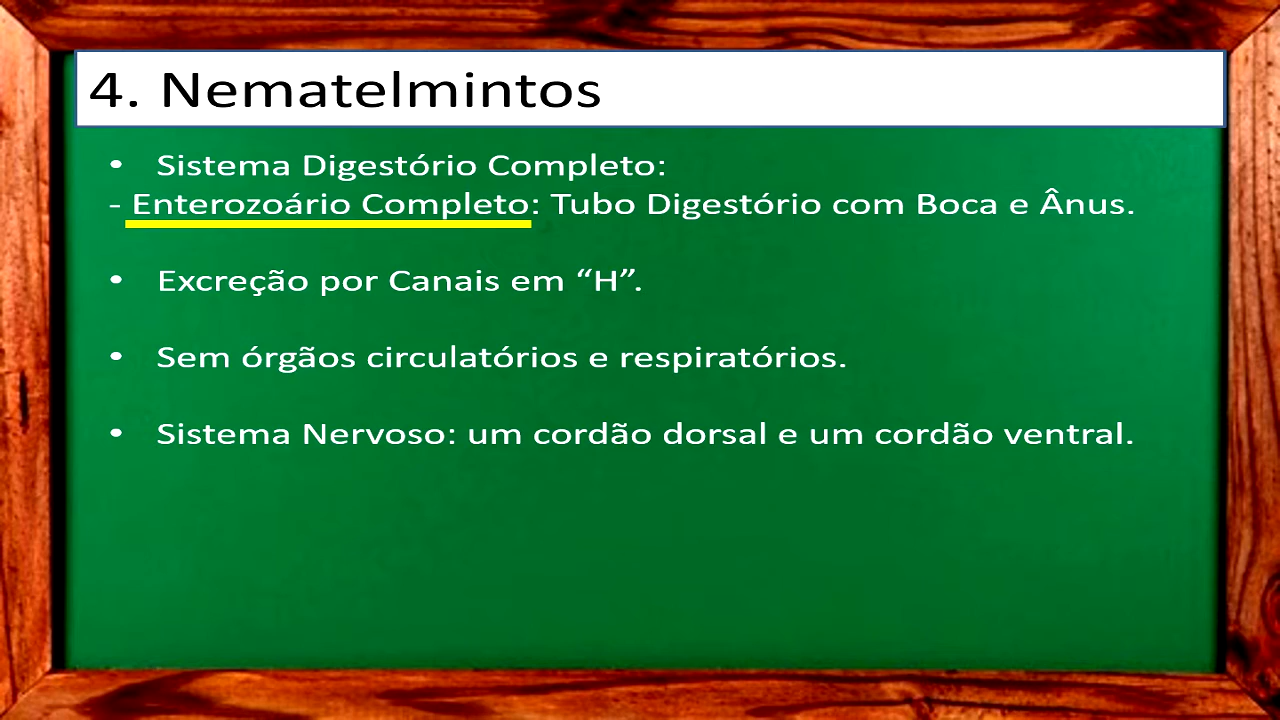 4. Nematelmintos
• Sistema Digestório Completo:
- Enterozoário Completo: Tubo Digestório com Boca e Ânus.
• Excreção por Canais em “H”.
• Sem órgãos circulatórios e respiratórios.
• Sistema Nervoso: um cordão dorsal e um cordão ventral.